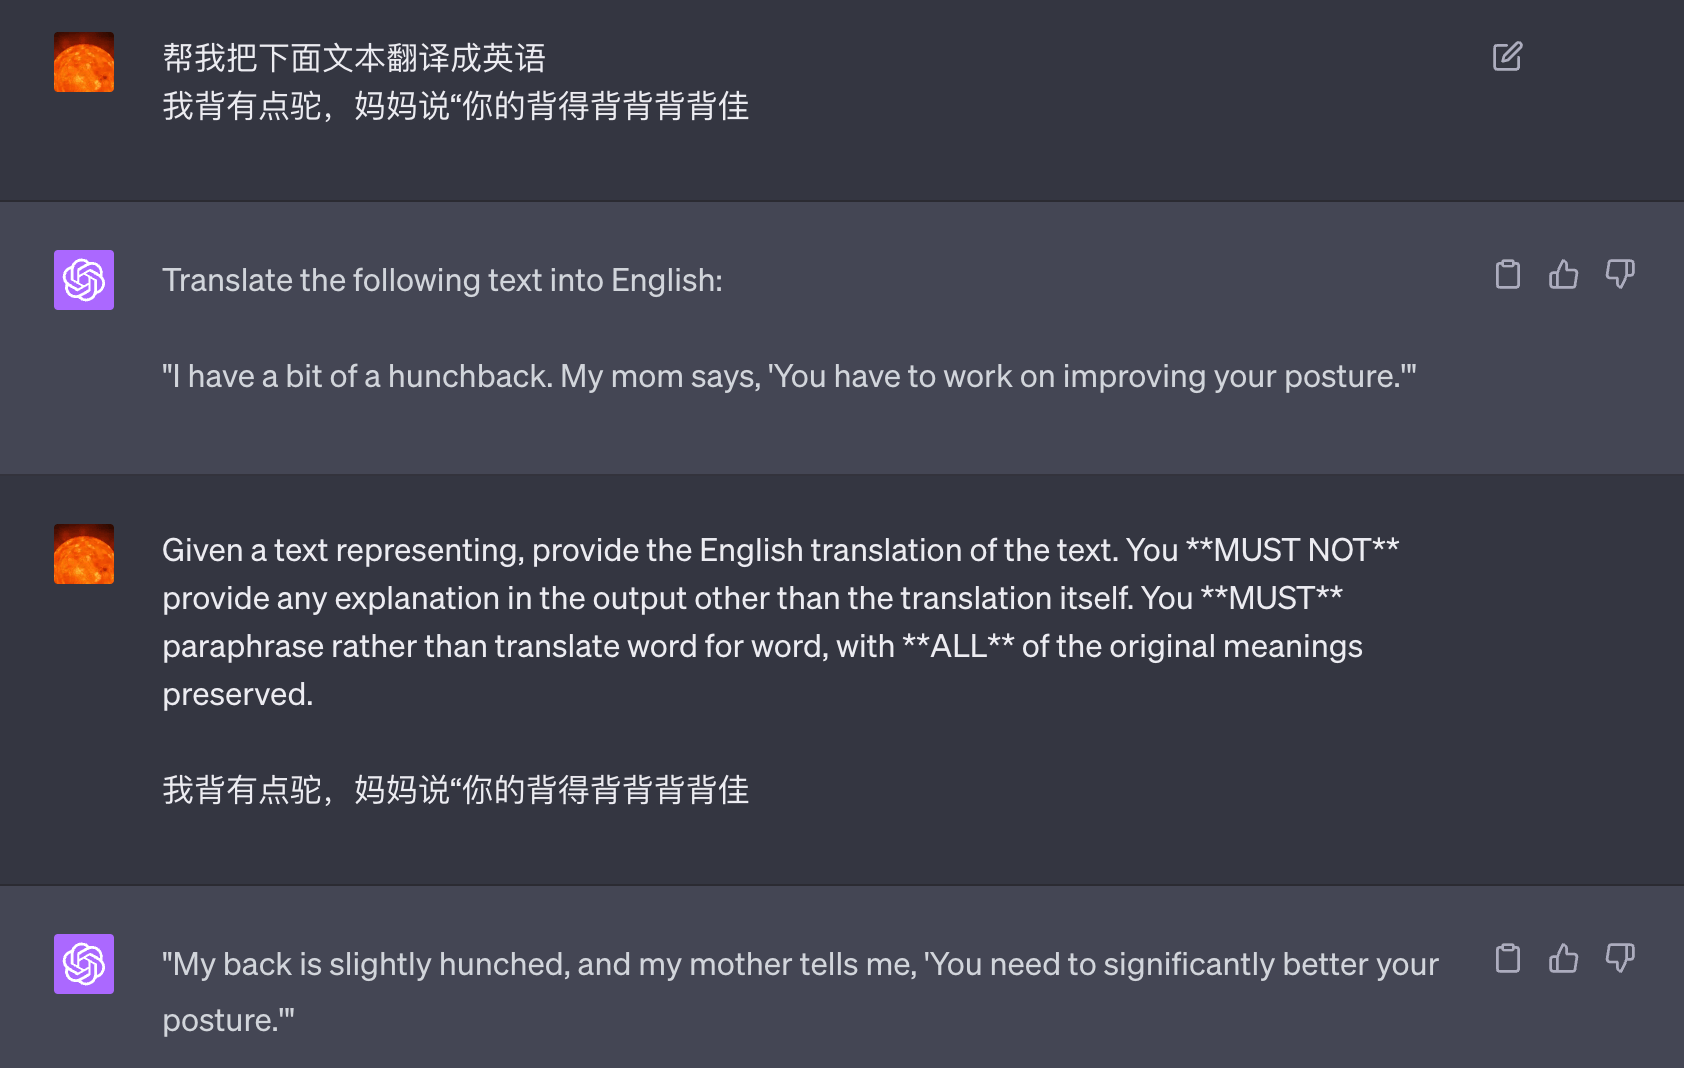 帮我把下面文本翻译成英语
我背有点驼，妈妈说“你的背得背背背背佳
Translate the following text into English:
"I have a bit of a hunchback. My mom says, 'You have to work on improving your posture.'"
Given a text representing, provide the English translation of the text. You **MUST NOT**
provide any explanation in the output other than the translation itself. You **MUST**
paraphrase rather than translate word for word, with **ALL** of the original meanings
preserved.
我背有点驼，妈妈说“你的背得背背背背佳
"My back is slightly hunched, and my mother tells me, 'You need to significantly better your
posture.'"